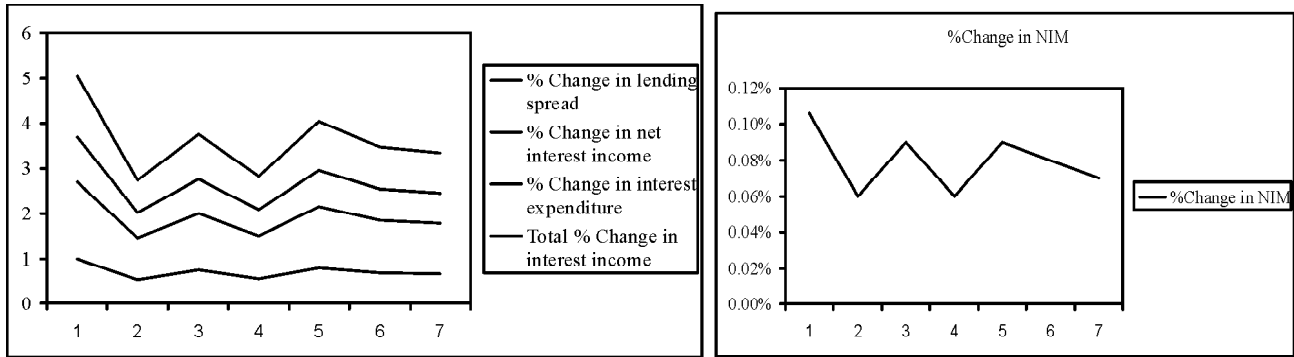 6
5
4
3
2
1
0
1 2 3 4 5 6 7
% Change in lending
spread
% Change in net
interest income
% Change in interest
expenditure
Total % Change in
interest income
%Change in NIM
0.12%
0.10%
0.08%
0.06%
0.04%
0.02%
0.00%
1 2 3 4 5 6 7
%Change in NIM